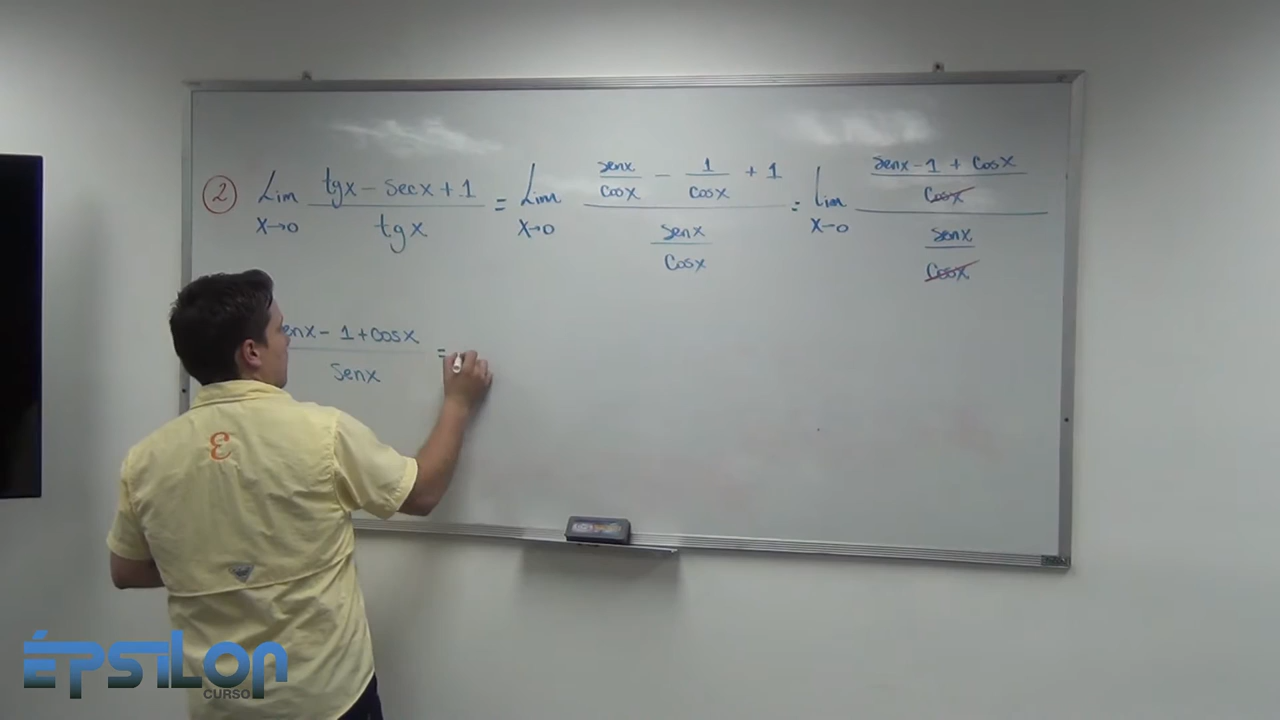 2 Lim x→0 (tgx - secx + 1)/(tgx) = Lim x→0 (senx/cosx - 1/cosx + 1)/(senx/cosx) = Lim x→0 ((senx - 1 + cosx)/cosx)/(senx/cosx)
senx - 1 + cosx
senx
=
ε
ÉPSILON
CURSO